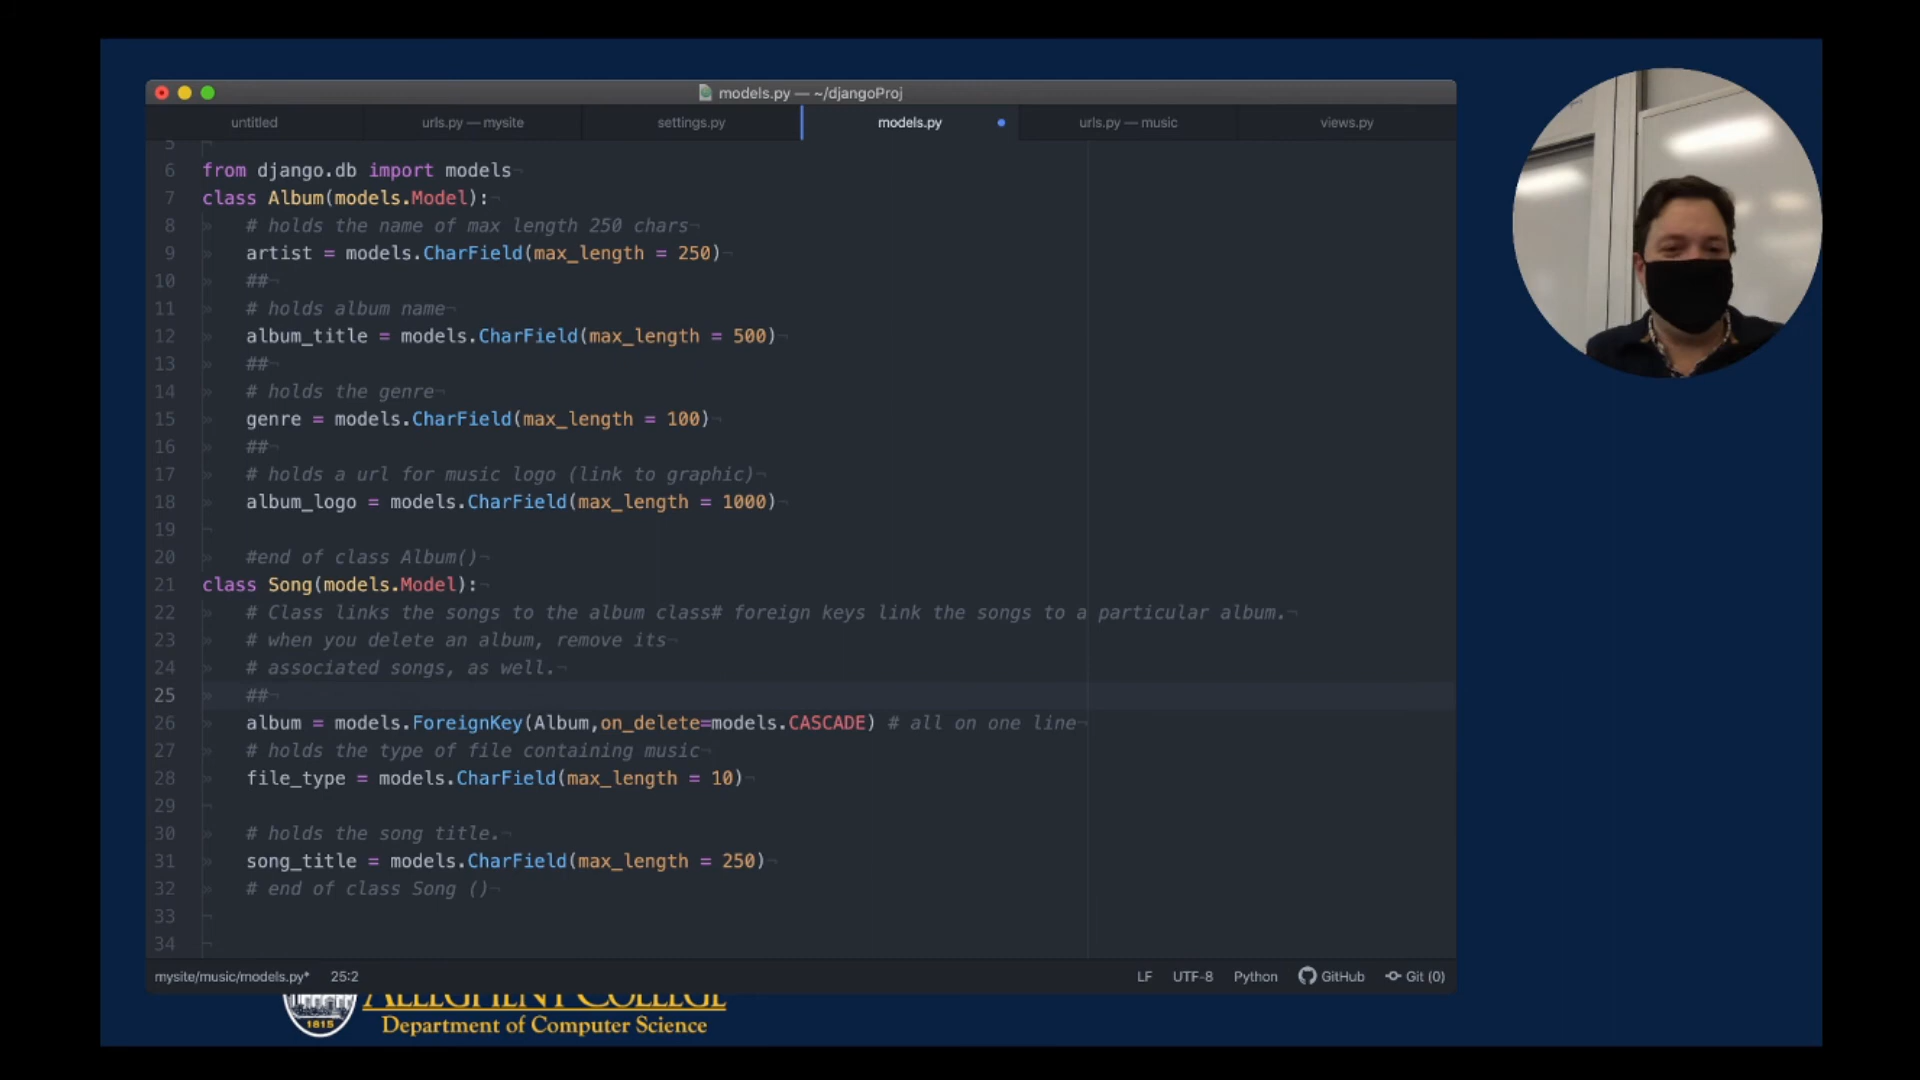 models.py — ~/djangoProj
untitled
urls.py — mysite
settings.py
models.py
urls.py — music
views.py
5
6 from django.db import models
7 class Album(models.Model):
8 # holds the name of max length 250 chars
9 artist = models.CharField(max_length = 250)
10 ##
11 # holds album name
12 album_title = models.CharField(max_length = 500)
13 ##
14 # holds the genre
15 genre = models.CharField(max_length = 100)
16 ##
17 # holds a url for music logo (link to graphic)
18 album_logo = models.CharField(max_length = 1000)
19
20 #end of class Album()
21 class Song(models.Model):
22 # Class links the songs to the album class# foreign keys link the songs to a particular album.
23 # when you delete an album, remove its
24 # associated songs, as well.
25 ##
26 album = models.ForeignKey(Album,on_delete=models.CASCADE) # all on one line
27 # holds the type of file containing music
28 file_type = models.CharField(max_length = 10)
29
30 # holds the song title.
31 song_title = models.CharField(max_length = 250)
32 # end of class Song ()
33
34
mysite/music/models.py* 25:2 LF UTF-8 Python GitHub Git (0)
ALLEGHENY COLLEGE
1815
Department of Computer Science